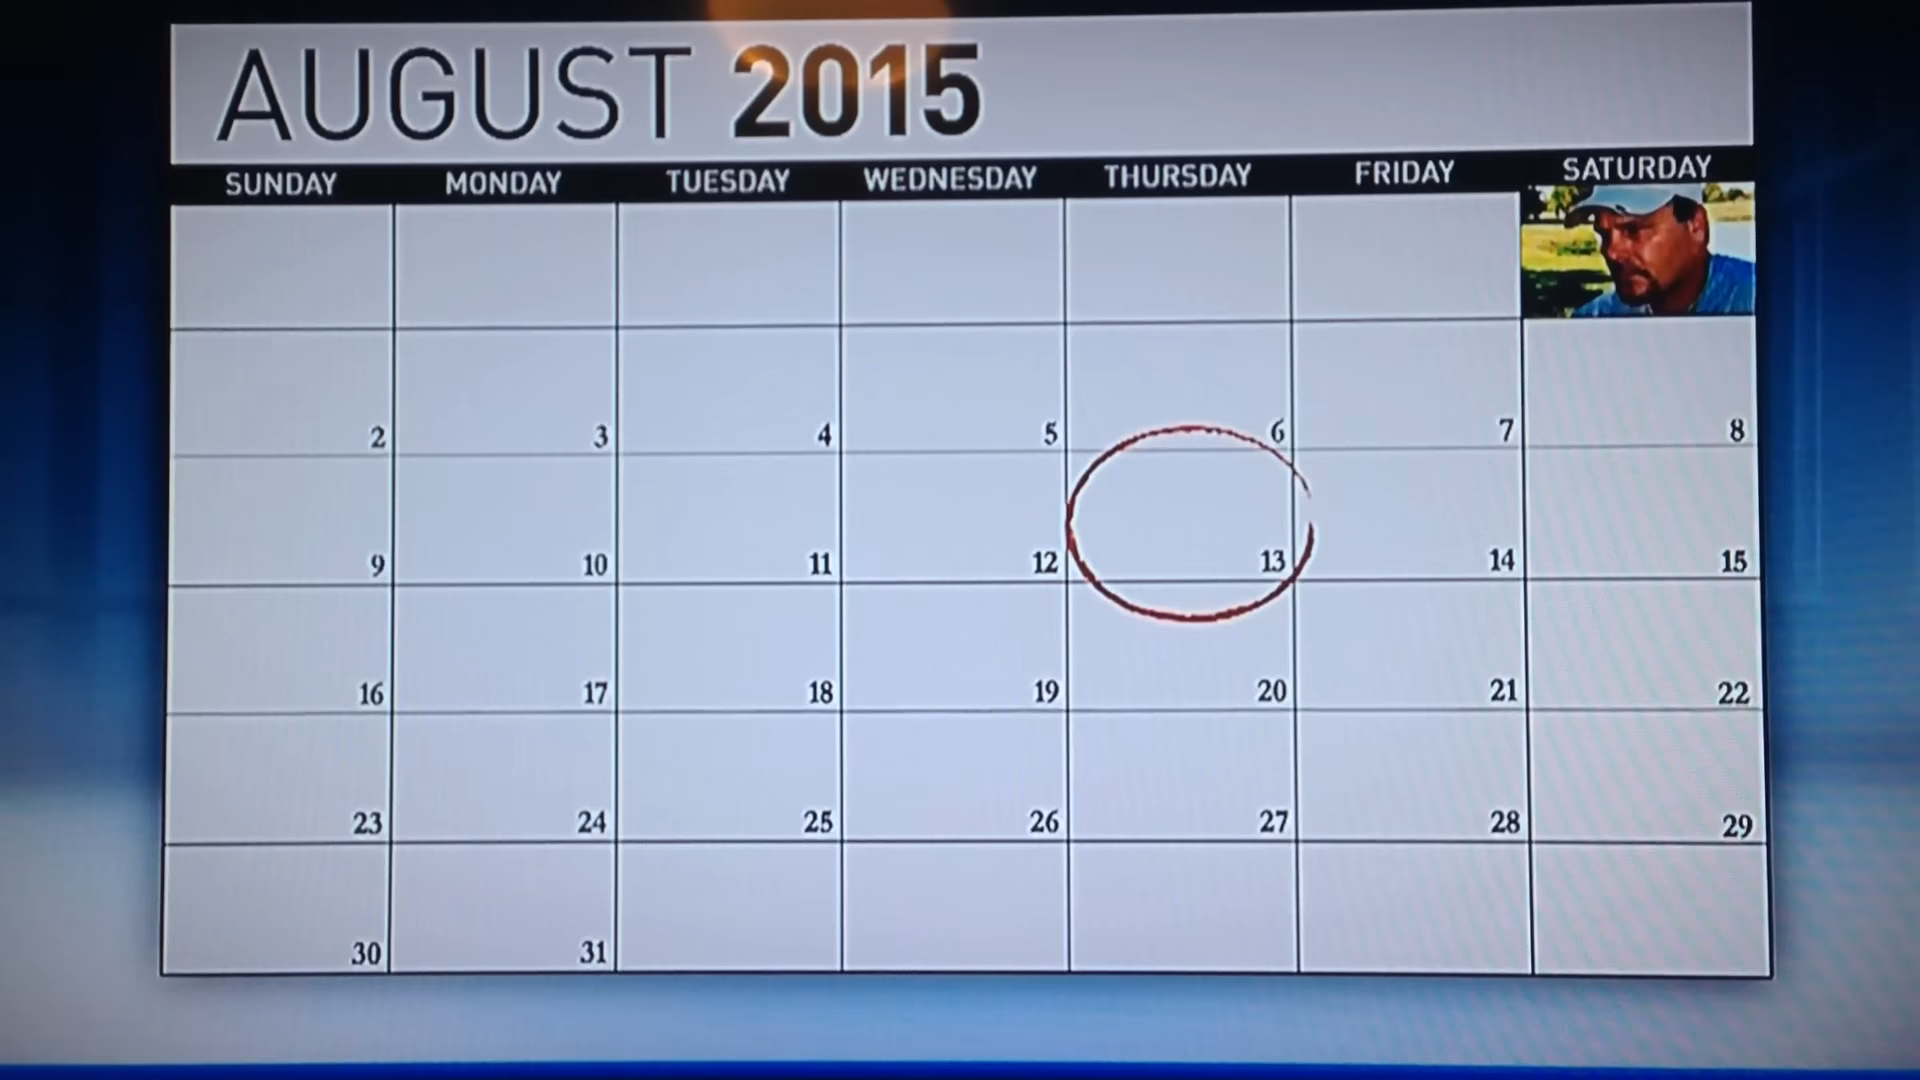 AUGUST 2015
SUNDAY MONDAY TUESDAY WEDNESDAY THURSDAY FRIDAY SATURDAY
2 3 4 5 6 7 8
9 10 11 12 13 14 15
16 17 18 19 20 21 22
23 24 25 26 27 28 29
30 31